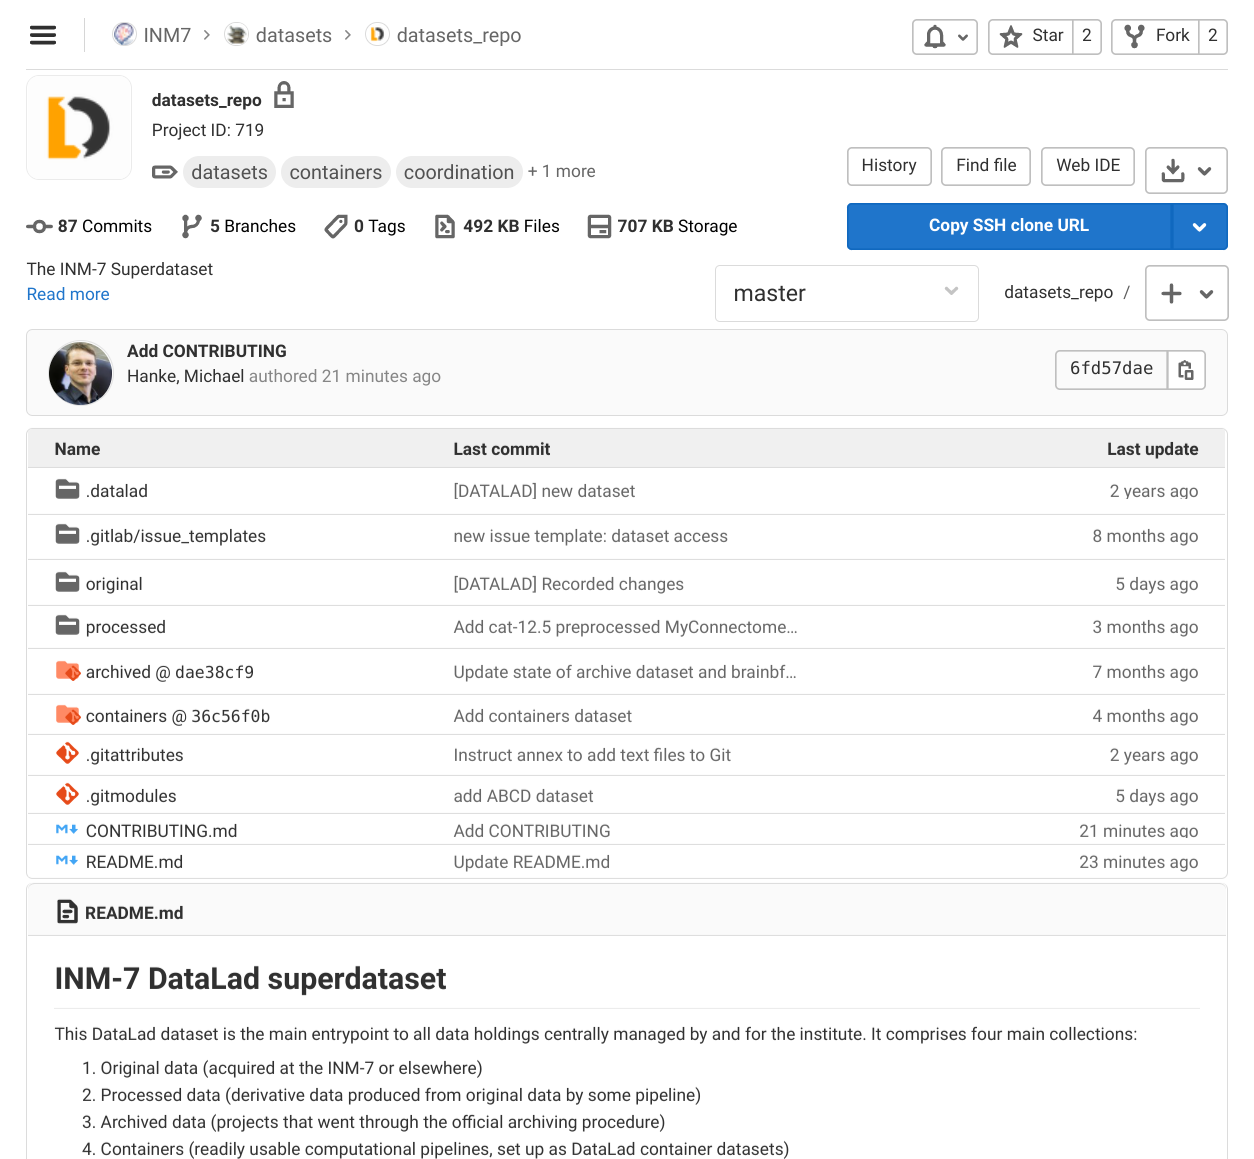 INM7 > datasets > datasets_repo
Star 2 Fork 2
datasets_repo
Project ID: 719
datasets containers coordination + 1 more
History Find file Web IDE
87 Commits 5 Branches 0 Tags 492 KB Files 707 KB Storage
Copy SSH clone URL
The INM-7 Superdataset
Read more
master datasets_repo /
Add CONTRIBUTING
Hanke, Michael authored 21 minutes ago
6fd57dae
Name Last commit Last update
.datalad [DATALAD] new dataset 2 years ago
.gitlab/issue_templates new issue template: dataset access 8 months ago
original [DATALAD] Recorded changes 5 days ago
processed Add cat-12.5 preprocessed MyConnectome... 3 months ago
archived @ dae38cf9 Update state of archive dataset and brainbf... 7 months ago
containers @ 36c56f0b Add containers dataset 4 months ago
.gitattributes Instruct annex to add text files to Git 2 years ago
.gitmodules add ABCD dataset 5 days ago
CONTRIBUTING.md Add CONTRIBUTING 21 minutes ago
README.md Update README.md 23 minutes ago
README.md
INM-7 DataLad superdataset
This DataLad dataset is the main entrypoint to all data holdings centrally managed by and for the institute. It comprises four main collections:
1. Original data (acquired at the INM-7 or elsewhere)
2. Processed data (derivative data produced from original data by some pipeline)
3. Archived data (projects that went through the official archiving procedure)
4. Containers (readily usable computational pipelines, set up as DataLad container datasets)